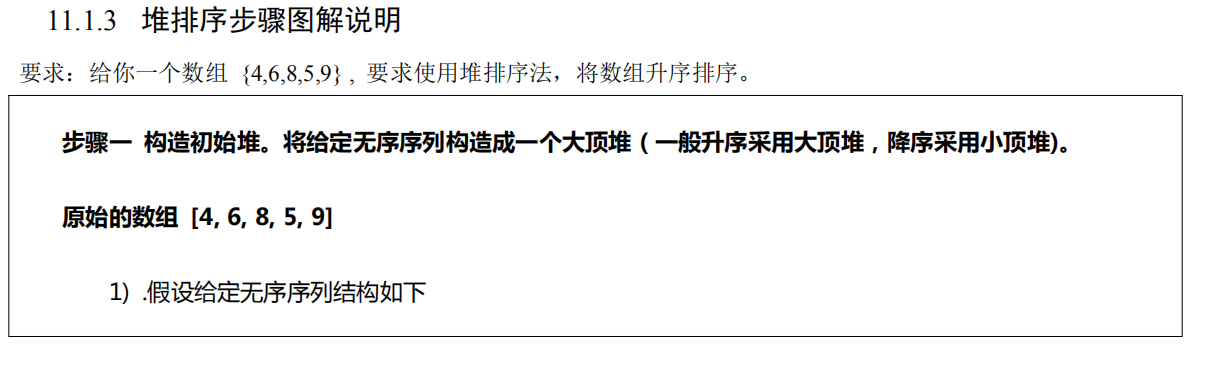 11.1.3 堆排序步骤图解说明
要求：给你一个数组 {4,6,8,5,9} , 要求使用堆排序法，将数组升序排序。
步骤一 构造初始堆。将给定无序序列构造成一个大顶堆（一般升序采用大顶堆，降序采用小顶堆)。
原始的数组 [4, 6, 8, 5, 9]
1) .假设给定无序序列结构如下